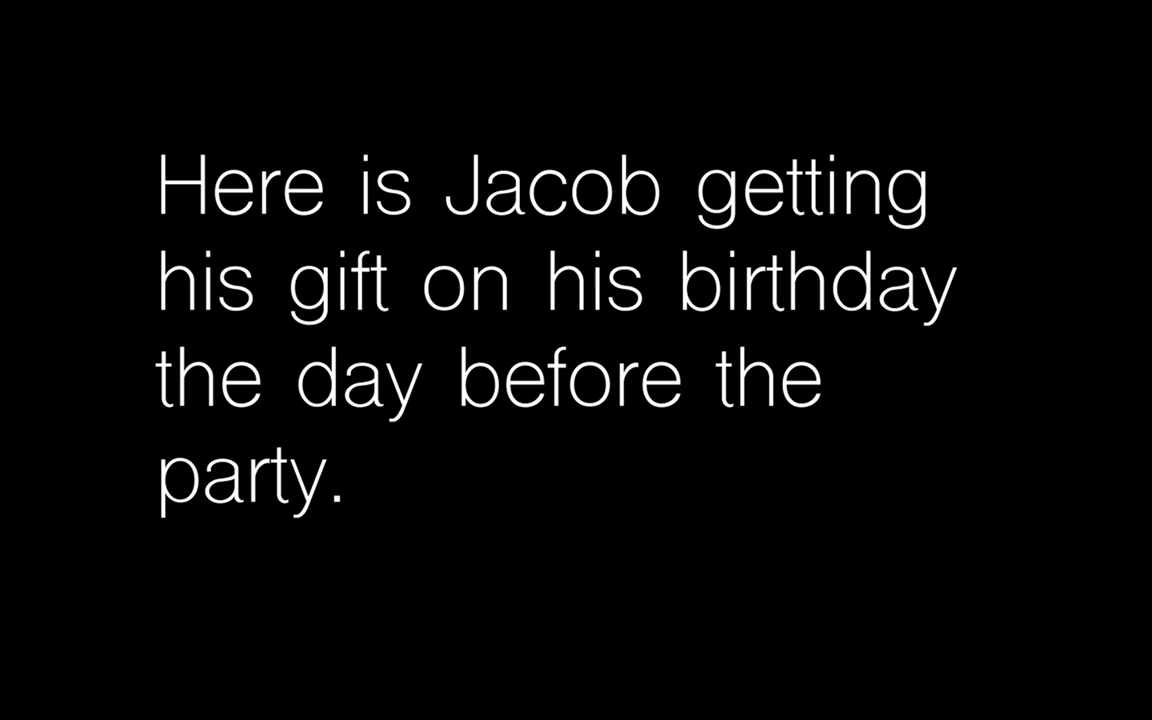 Here is Jacob getting
his gift on his birthday
the day before the
party.